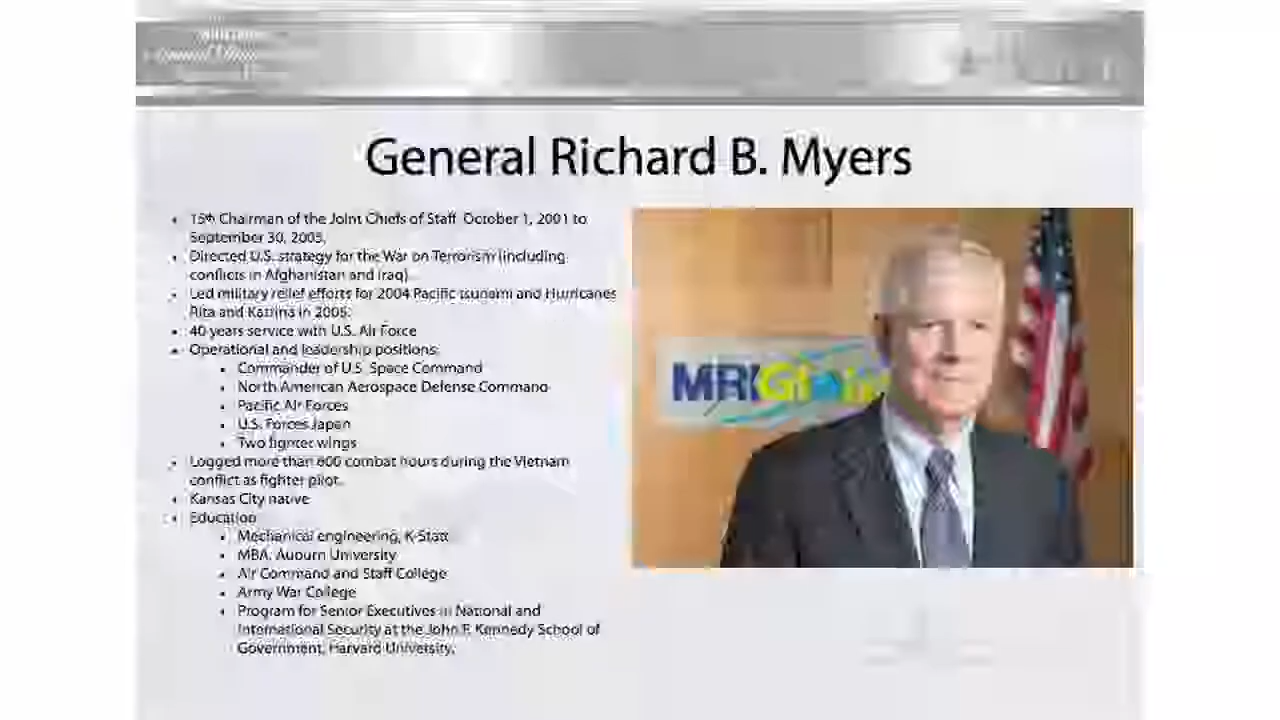 General Richard B. Myers
• 15th Chairman of the Joint Chiefs of Staff October 1, 2001 to
September 30, 2005.
• Directed U.S. strategy for the War on Terrorism (including
conflicts in Afghanistan and Iraq).
• Led military relief efforts for 2004 Pacific tsunami and Hurricanes
Rita and Katrina in 2005.
• 40 years service with U.S. Air Force
• Operational and leadership positions:
• Commander of U.S. Space Command
• North American Aerospace Defense Command
• Pacific Air Forces
• U.S. Forces Japan
• Two fighter wings
• Logged more than 600 combat hours during the Vietnam
conflict as fighter pilot.
• Kansas City native
• Education
• Mechanical engineering, K-State
• MBA, Auburn University
• Air Command and Staff College
• Army War College
• Program for Senior Executives in National and
International Security at the John F. Kennedy School of
Government, Harvard University.
MRIGlobal